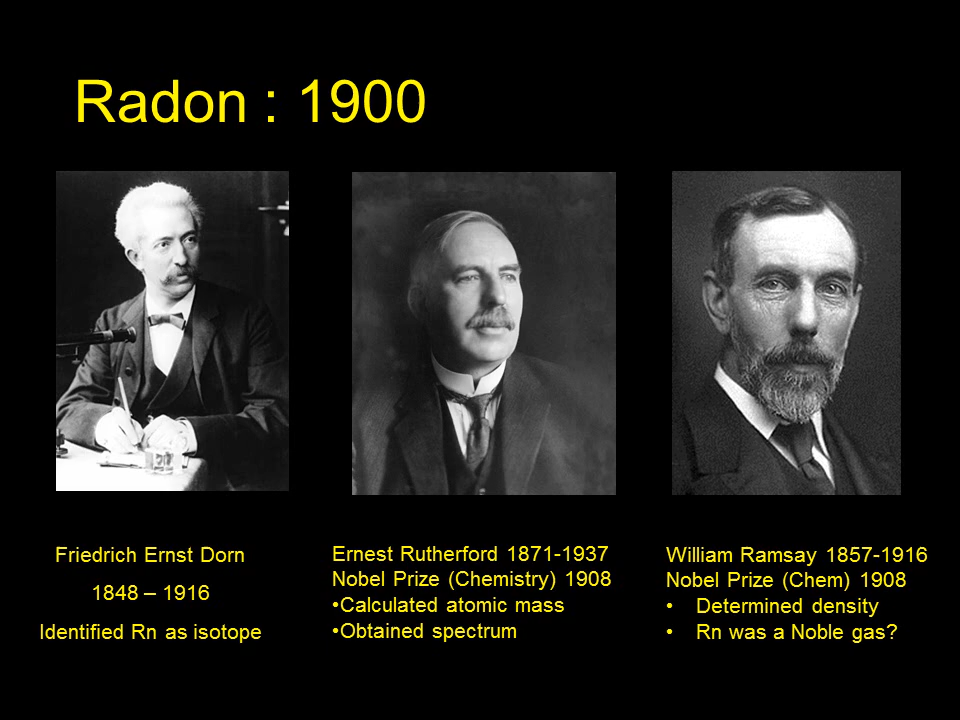 Radon : 1900
Friedrich Ernst Dorn
1848 – 1916
Identified Rn as isotope
Ernest Rutherford 1871-1937
Nobel Prize (Chemistry) 1908
•Calculated atomic mass
•Obtained spectrum
William Ramsay 1857-1916
Nobel Prize (Chem) 1908
• Determined density
• Rn was a Noble gas?